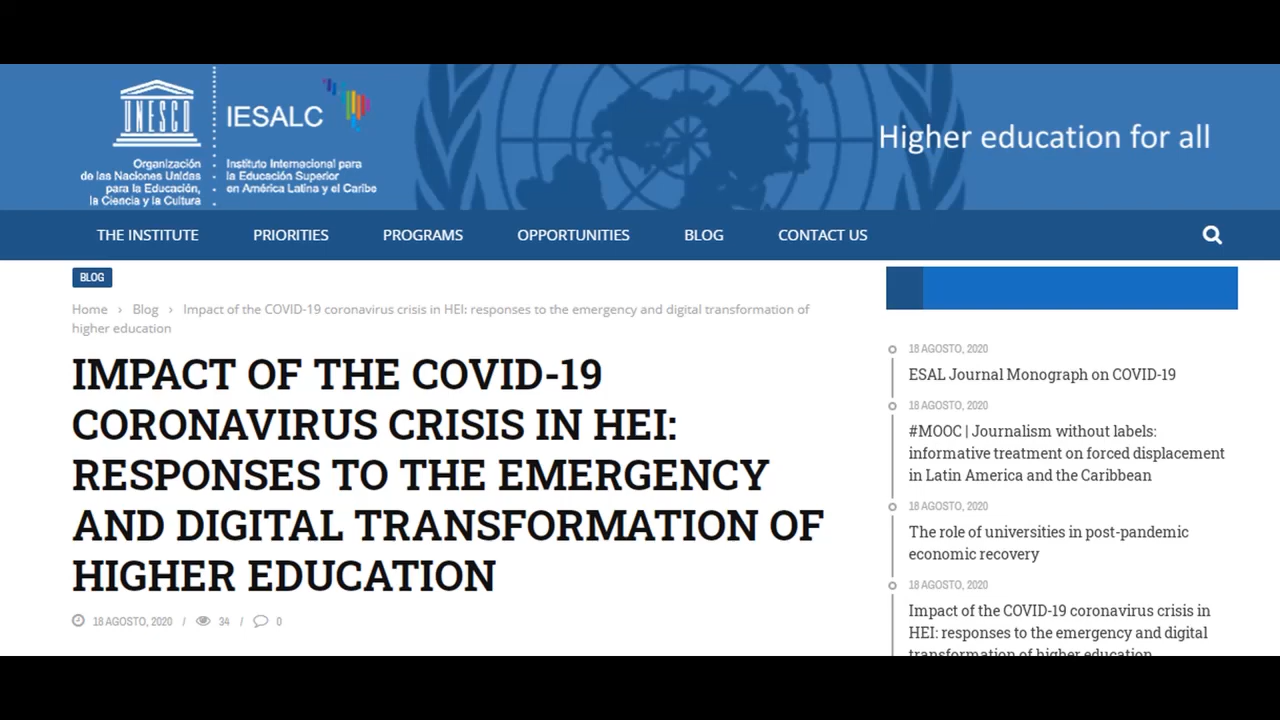 UNESCO
IESALC
Organización
de las Naciones Unidas
para la Educación,
la Ciencia y la Cultura
Instituto Internacional para
la Educación Superior
en América Latina y el Caribe
Higher education for all
THE INSTITUTE
PRIORITIES
PROGRAMS
OPPORTUNITIES
BLOG
CONTACT US
BLOG
Home › Blog › Impact of the COVID-19 coronavirus crisis in HEI: responses to the emergency and digital transformation of
higher education
IMPACT OF THE COVID-19
CORONAVIRUS CRISIS IN HEI:
RESPONSES TO THE EMERGENCY
AND DIGITAL TRANSFORMATION OF
HIGHER EDUCATION
18 AGOSTO, 2020 / 34 / 0
18 AGOSTO, 2020
ESAL Journal Monograph on COVID-19
18 AGOSTO, 2020
#MOOC | Journalism without labels:
informative treatment on forced displacement
in Latin America and the Caribbean
18 AGOSTO, 2020
The role of universities in post-pandemic
economic recovery
18 AGOSTO, 2020
Impact of the COVID-19 coronavirus crisis in
HEI: responses to the emergency and digital
transformation of higher education